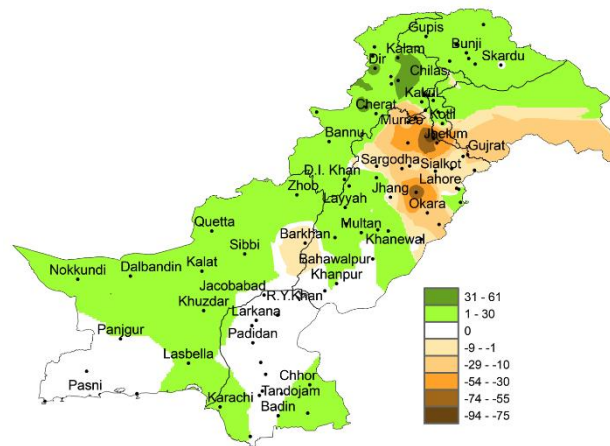 Gupis
Bunji
Kalam
Dir
Skardu
Chilas
Kakul
Cherat
Murree
Kotli
Bannu
Jhelum
Gujrat
Sargodha
Sialkot
D.I. Khan
Lahore
Zhob
Jhang
Layyah
Okara
Quetta
Multan
Barkhan
Khanewal
Sibbi
Bahawalpur
Kalat
Nokkundi
Dalbandin
Khanpur
Jacobabad
R.Y.Khan
Khuzdar
Larkana
Panjgur
Padidan
Lasbella
Pasni
Chhor
Tandojam
Karachi
Badin
31 - 61
1 - 30
0
-9 - -1
-29 - -10
-54 - -30
-74 - -55
-94 - -75